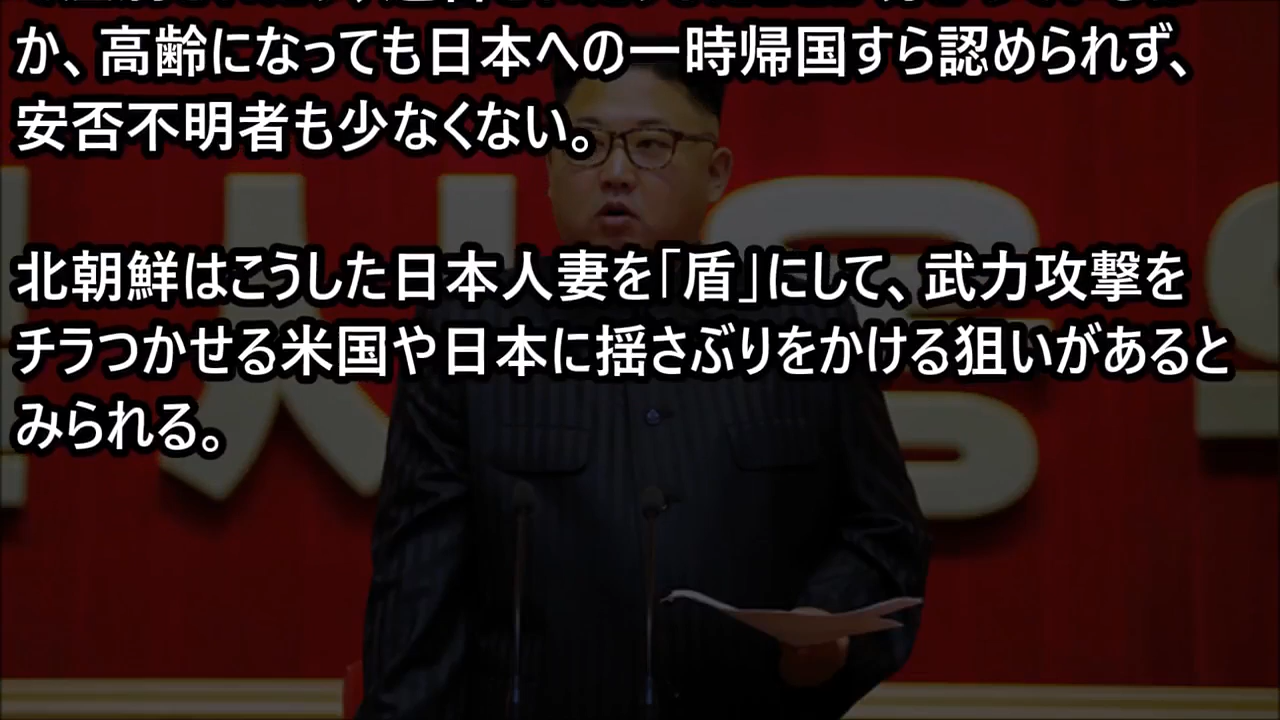 か、高齢になっても日本への一時帰国すら認められず、
安否不明者も少なくない。
北朝鮮はこうした日本人妻を「盾」にして、武力攻撃を
チラつかせる米国や日本に揺さぶりをかける狙いがあると
みられる。